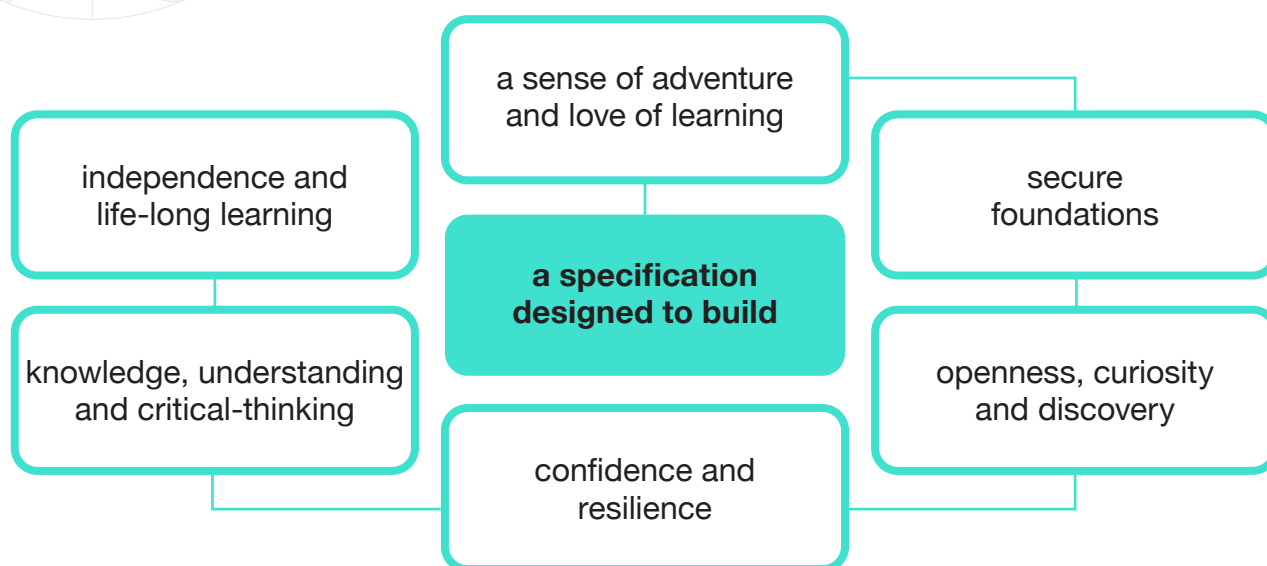 a specification
designed to build
a sense of adventure
and love of learning
secure
foundations
openness, curiosity
and discovery
confidence and
resilience
knowledge, understanding
and critical-thinking
independence and
life-long learning